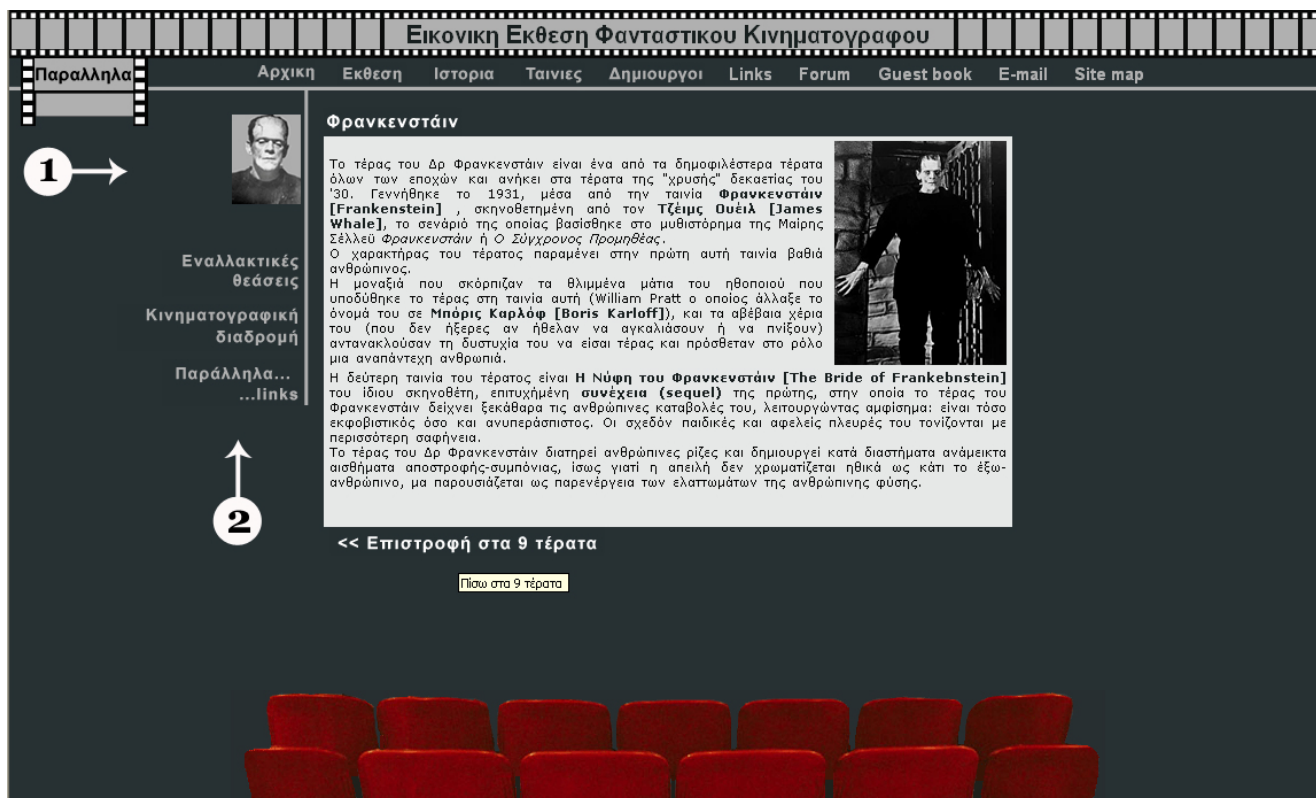 Εικονικη Εκθεση Φανταστικου Κινηματογραφου
Παραλληλα
Αρχικη Εκθεση Ιστορια Ταινιες Δημιουργοι Links Forum Guest book E-mail Site map
1
Εναλλακτικές
θεάσεις
Κινηματογραφική
διαδρομή
Παράλληλα...
...links
2
Φρανκενστάιν
Το τέρας του Δρ Φρανκενστάιν είναι ένα από τα δημοφιλέστερα τέρατα
όλων των εποχών και ανήκει στα τέρατα της "χρυσής" δεκαετίας του
'30. Γεννήθηκε το 1931, μέσα από την ταινία Φρανκενστάιν
[Frankenstein] , σκηνοθετημένη από τον Τζέιμς Ουέιλ [James
Whale], το σενάριό της οποίας βασίσθηκε στο μυθιστόρημα της Μαίρης
Σέλλεϋ Φρανκενστάιν ή Ο Σύγχρονος Προμηθέας.
Ο χαρακτήρας του τέρατος παραμένει στην πρώτη αυτή ταινία βαθιά
ανθρώπινος.
Η μοναξιά που σκόρπιζαν τα θλιμμένα μάτια του ηθοποιού που
υποδύθηκε το τέρας στη ταινία αυτή (William Pratt ο οποίος άλλαξε το
όνομά του σε Μπόρις Καρλόφ [Boris Karloff]), και τα αβέβαια χέρια
του (που δεν ήξερες αν ήθελαν να αγκαλιάσουν ή να πνίξουν)
αντανακλούσαν τη δυστυχία του να είσαι τέρας και πρόσθεταν στο ρόλο
μια αναπάντεχη ανθρωπιά.
Η δεύτερη ταινία του τέρατος είναι Η Νύφη του Φρανκενστάιν [The Bride of Frankebnstein]
του ίδιου σκηνοθέτη, επιτυχήμένη συνέχεια (sequel) της πρώτης, στην οποία το τέρας του
Φρανκενστάιν δείχνει ξεκάθαρα τις ανθρώπινες καταβολές του, λειτουργώντας αμφίσημα: είναι τόσο
εκφοβιστικός όσο και ανυπεράσπιστος. Οι σχεδόν παιδικές και αφελείς πλευρές του τονίζονται με
περισσότερη σαφήνεια.
Το τέρας του Δρ Φρανκενστάιν διατηρεί ανθρώπινες ρίζες και δημιουργεί κατά διαστήματα ανάμεικτα
αισθήματα αποστροφής-συμπόνιας, ίσως γιατί η απειλή δεν χρωματίζεται ηθικά ως κάτι το έξω-
ανθρώπινο, μα παρουσιάζεται ως παρενέργεια των ελαττωμάτων της ανθρώπινης φύσης.
<< Επιστροφή στα 9 τέρατα
Πίσω στα 9 τέρατα